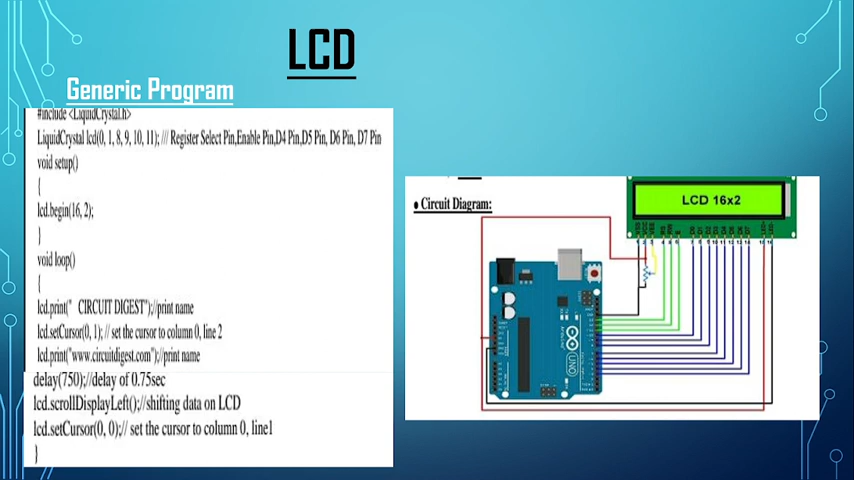 LCD
Generic Program
#include <LiquidCrystal.h>
LiquidCrystal lcd(0, 1, 8, 9, 10, 11); /// Register Select Pin,Enable Pin,D4 Pin,D5 Pin, D6 Pin, D7 Pin
void setup()
{
lcd.begin(16, 2);
}
void loop()
{
lcd.print("   CIRCUIT DIGEST");//print name
lcd.setCursor(0, 1); // set the cursor to column 0, line 2
lcd.print("www.circuitdigest.com");//print name
delay(750);//delay of 0.75sec
lcd.scrollDisplayLeft();//shifting data on LCD
lcd.setCursor(0, 0);// set the cursor to column 0, line1
}
● Circuit Diagram:
LCD 16x2
UNO